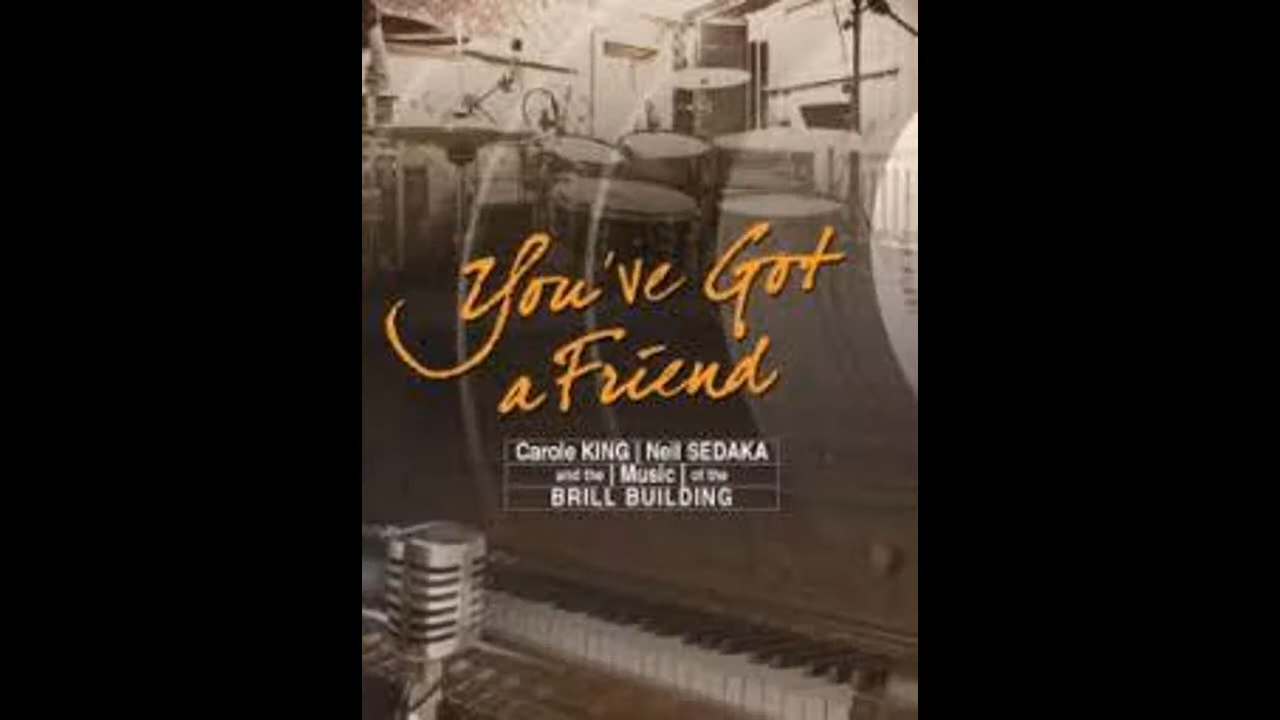 You've Got
a Friend
Carole KING | Neil SEDAKA
and the | Music | of the
BRILL BUILDING